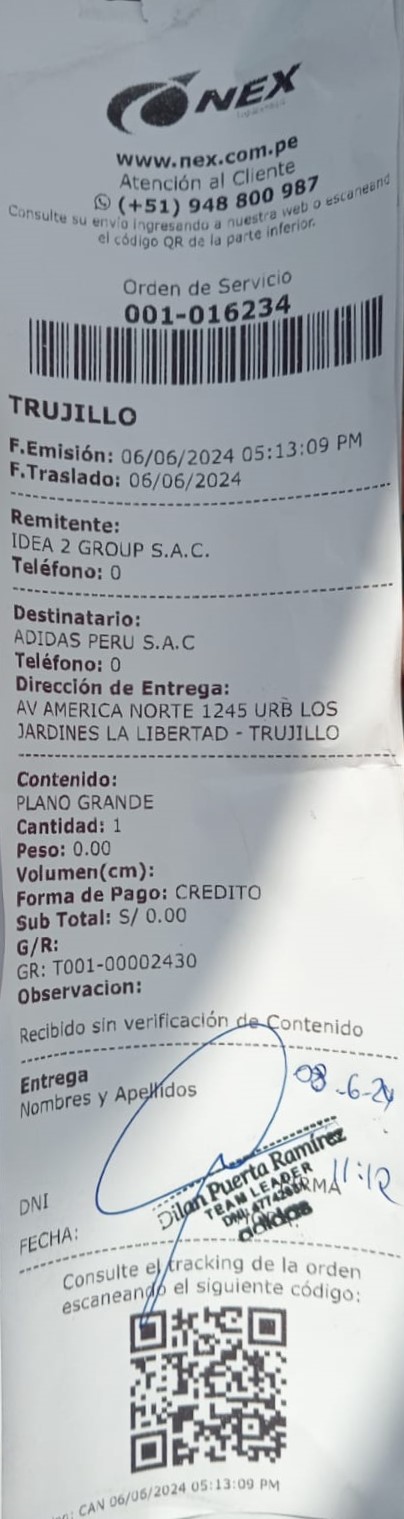 NEX
www.nex.com.pe
Atención al Cliente
(+51) 948 800 987
Consulte su envío ingresando a nuestra web o escaneand
el código QR de la parte inferior.
Orden de Servicio
001-016234
TRUJILLO
F.Emisión: 06/06/2024 05:13:09 PM
F.Traslado: 06/06/2024
Remitente:
IDEA 2 GROUP S.A.C.
Teléfono: 0
Destinatario:
ADIDAS PERU S.A.C
Teléfono: 0
Dirección de Entrega:
AV AMERICA NORTE 1245 URB LOS
JARDINES LA LIBERTAD - TRUJILLO
Contenido:
PLANO GRANDE
Cantidad: 1
Peso: 0.00
Volumen(cm):
Forma de Pago: CREDITO
Sub Total: S/ 0.00
G/R:
GR: T001-00002430
Observacion:
Recibido sin verificación de Contenido
Entrega
Nombres y Apellidos
08-6-24
Dilan Puerta Ramirez
TEAM LEADER
DNI:
adidas
11:12
DNI
FECHA:
Consulte el tracking de la orden
escaneando el siguiente código:
CAN 06/06/2024 05:13:09 PM